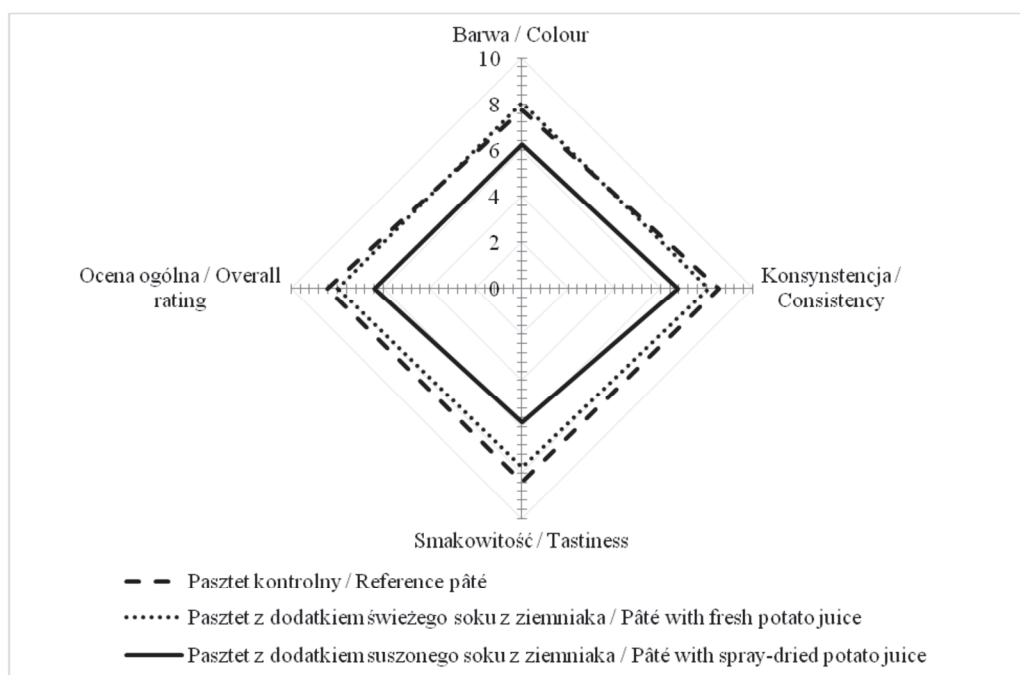 Barwa / Colour
10
8
6
4
2
0
Ocena ogólna / Overall
rating
Konsynstencja /
Consistency
Smakowitość / Tastiness
Pasztet kontrolny / Reference pâté
Pasztet z dodatkiem świeżego soku z ziemniaka / Pâté with fresh potato juice
Pasztet z dodatkiem suszonego soku z ziemniaka / Pâté with spray-dried potato juice